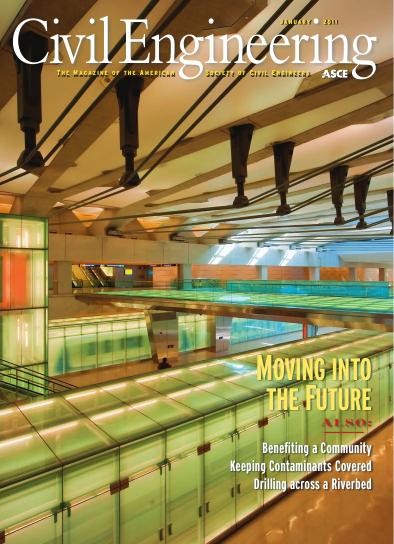 JANUARY • 2011
Civil Engineering
THE MAGAZINE OF THE AMERICAN SOCIETY OF CIVIL ENGINEERS ASCE
MOVING INTO
THE FUTURE
ALSO:
Benefiting a Community
Keeping Contaminants Covered
Drilling across a Riverbed